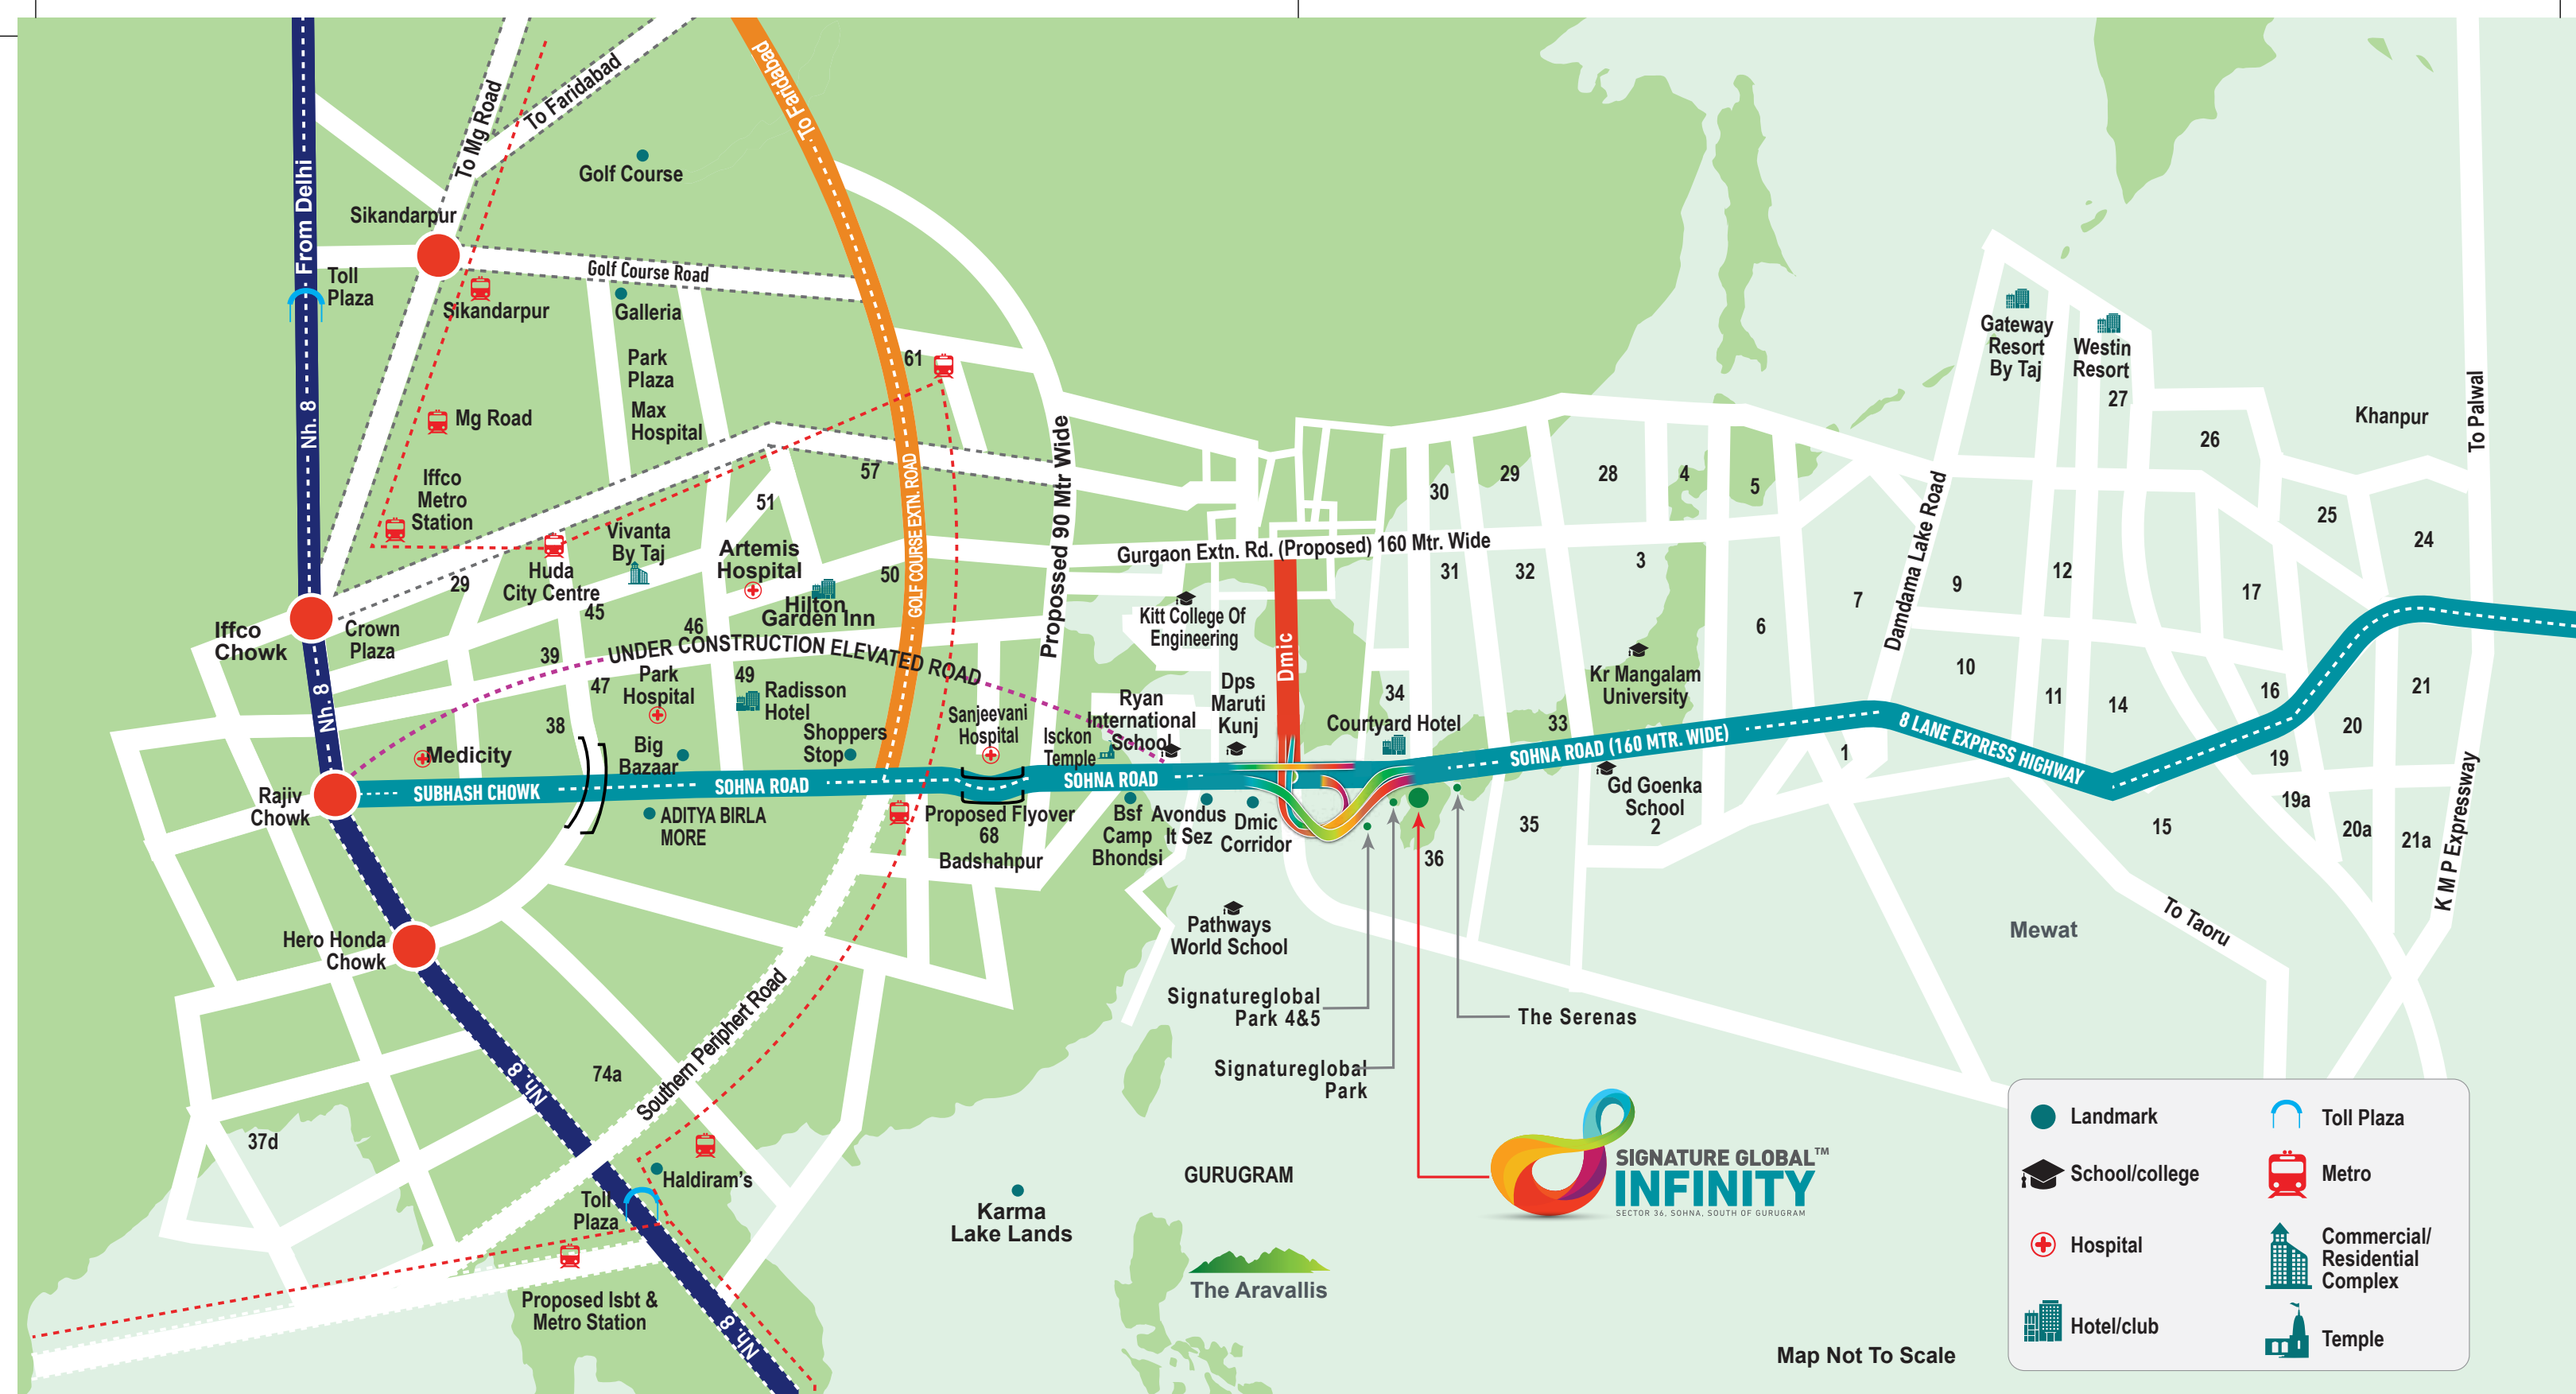 From Delhi
To Mg Road
To Faridabad
To Faridabad
Golf Course
Sikandarpur
Toll
Plaza
Sikandarpur
Golf Course Road
Galleria
Park
Plaza
Max
Hospital
Nh. 8
Mg Road
Iffco
Metro
Station
61
57
51
Vivanta
By Taj
Artemis
Hospital
Huda
City Centre
29
45
46
50
Hilton
Garden Inn
GOLF COURSE EXTN. ROAD
Propossed 90 Mtr Wide
Iffco
Chowk
Crown
Plaza
39
UNDER CONSTRUCTION ELEVATED ROAD
47
Park
Hospital
49
Radisson
Hotel
38
Nh. 8
Medicity
Big
Bazaar
Shoppers
Stop
Sanjeevani
Hospital
Isckon
Temple
Ryan
International
School
Dps
Maruti
Kunj
Kitt College Of
Engineering
Gurgaon Extn. Rd. (Proposed) 160 Mtr. Wide
Dmic
Rajiv
Chowk
SUBHASH CHOWK
SOHNA ROAD
SOHNA ROAD
SOHNA ROAD (160 MTR. WIDE)
8 LANE EXPRESS HIGHWAY
ADITYA BIRLA
MORE
Proposed Flyover
68
Badshahpur
Bsf
Camp
Bhondsi
Avondus
It Sez
Dmic
Corridor
30
29
28
4
5
31
32
3
6
7
34
Courtyard Hotel
33
Kr Mangalam
University
Gd Goenka
School
2
35
36
1
Damdama Lake Road
Gateway
Resort
By Taj
Westin
Resort
27
26
Khanpur
To Palwal
25
24
9
12
17
10
11
14
16
21
20
19
19a
20a
21a
15
K M P Expressway
To Taoru
Mewat
Hero Honda
Chowk
Pathways
World School
Signatureglobal
Park 4&5
The Serenas
Signatureglobal
Park
Southern Periphert Road
74a
Nh. 8
37d
Haldiram's
Toll
Plaza
Proposed Isbt &
Metro Station
Nh. 8
GURUGRAM
Karma
Lake Lands
The Aravallis
SIGNATURE GLOBAL™
INFINITY
SECTOR 36, SOHNA, SOUTH OF GURUGRAM
Map Not To Scale
Landmark
School/college
Hospital
Hotel/club
Toll Plaza
Metro
Commercial/
Residential
Complex
Temple